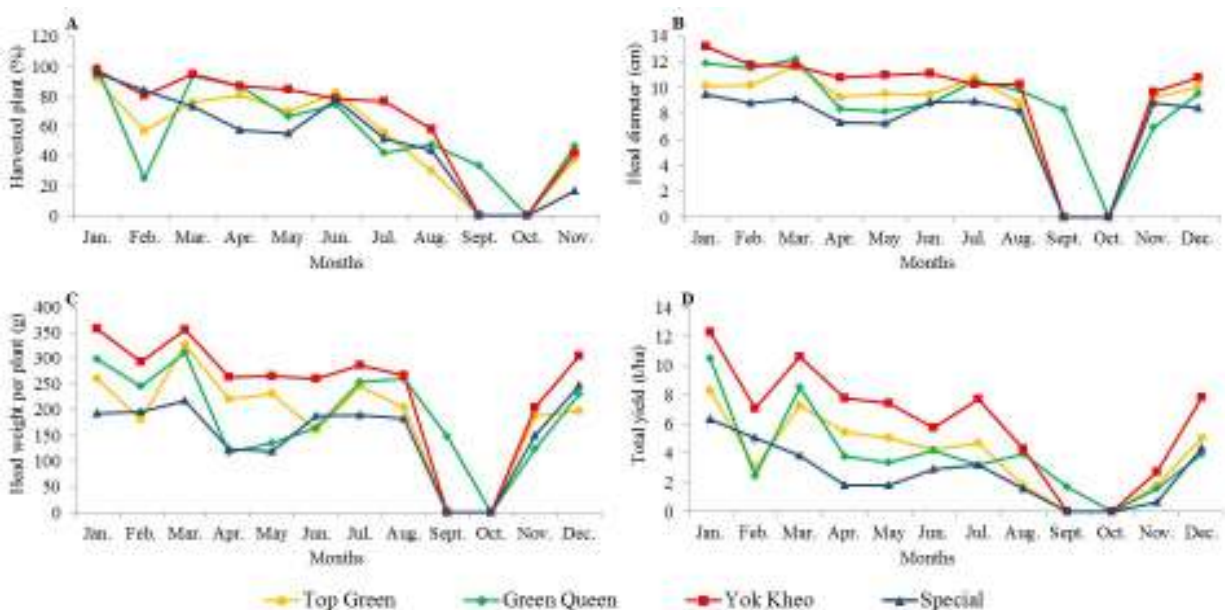 A
Harvested plant (%)
120
100
80
60
40
20
0
Jan. Feb. Mar. Apr. May Jun. Jul. Aug. Sept. Oct. Nov.
Months
B
Head diameter (cm)
14
12
10
8
6
4
2
0
Jan. Feb. Mar. Apr. May Jun. Jul. Aug. Sept. Oct. Nov. Dec.
Months
C
Head weight per plant (g)
400
350
300
250
200
150
100
50
0
Jan. Feb. Mar. Apr. May Jun. Jul. Aug. Sept. Oct. Nov. Dec.
Months
D
Total yield (t/ha)
14
12
10
8
6
4
2
0
Jan. Feb. Mar. Apr. May Jun. Jul. Aug. Sept. Oct. Nov. Dec.
Months
Top Green Green Queen Yok Kheo Special